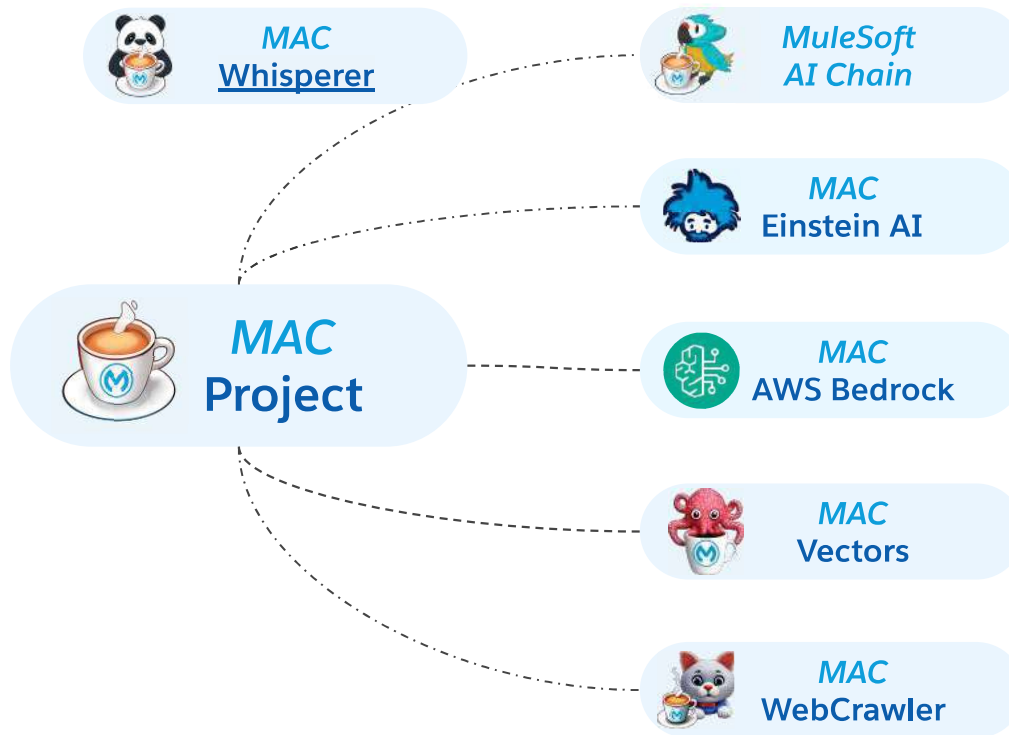 MAC
Whisperer
MuleSoft
AI Chain
MAC
Einstein AI
MAC
Project
MAC
AWS Bedrock
MAC
Vectors
MAC
WebCrawler